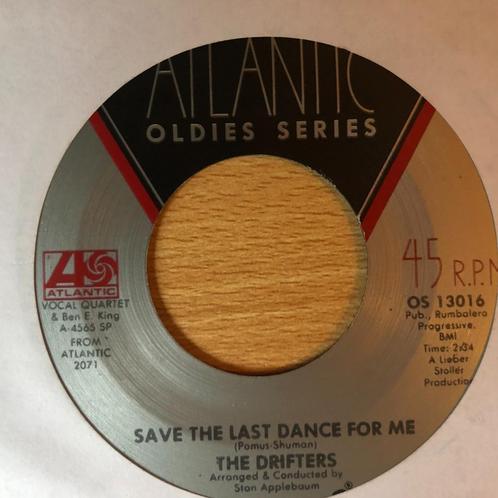 ATLANTIC
OLDIES SERIES
ATLANTIC
VOCAL QUARTET
& Ben E. King
A-4565 SP
FROM
ATLANTIC
2071
45 R.P.M
OS 13016
Pub., Rumbalero
Progressive.
BMI
Time: 2:34
A Lieber
Stoller
Production
SAVE THE LAST DANCE FOR ME
(Pomus-Shuman)
THE DRIFTERS
Arranged & Conducted by
Stan Applebaum